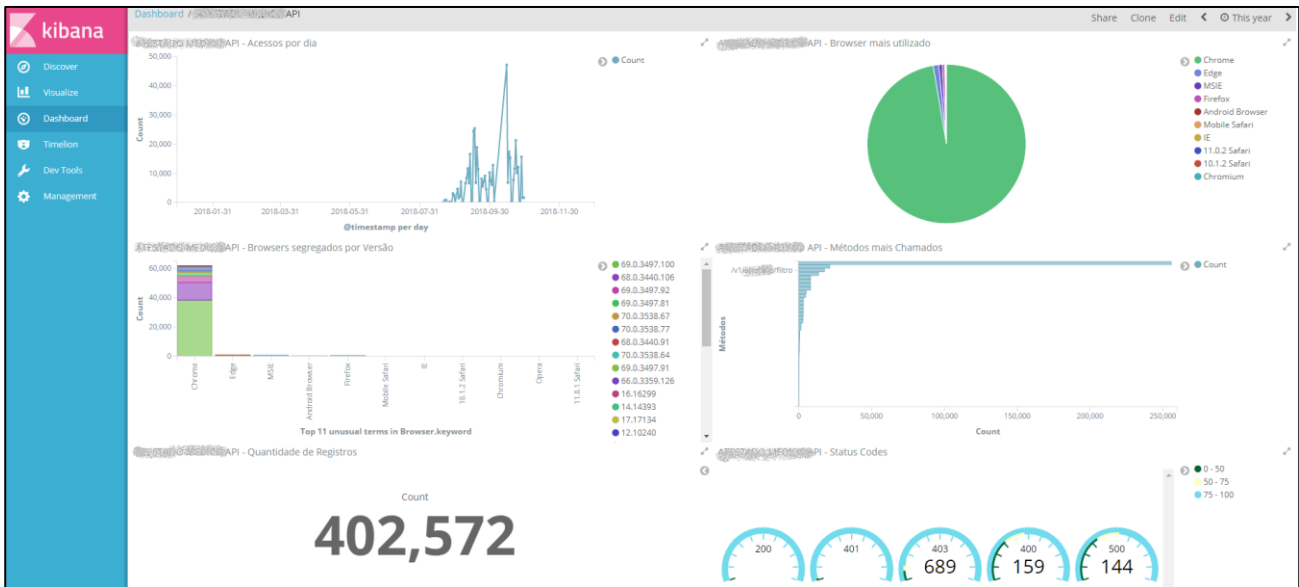 kibana
Discover
Visualize
Dashboard
Timelion
Dev Tools
Management
Dashboard / API
Share Clone Edit This year
API - Acessos por dia
Count
50,000
40,000
30,000
20,000
10,000
0
Count
2018-01-31 2018-03-31 2018-05-31 2018-07-31 2018-09-30 2018-11-30
@timestamp per day
API - Browser mais utilizado
Chrome
Edge
MSIE
Firefox
Android Browser
Mobile Safari
IE
11.0.2 Safari
10.1.2 Safari
Chromium
API - Browsers segregados por Versão
60,000
40,000
20,000
0
Count
Chrome
Edge
MSIE
Android Browser
Firefox
Mobile Safari
IE
10.1.2 Safari
Chromium
Opera
11.0.1 Safari
Top 11 unusual terms in Browser.keyword
69.0.3497.100
68.0.3440.106
69.0.3497.92
69.0.3497.81
70.0.3538.67
70.0.3538.77
68.0.3440.91
70.0.3538.64
69.0.3497.91
66.0.3359.126
16.16299
14.14393
17.17134
12.10240
API - Métodos mais Chamados
/filtro
Métodos
0 50,000 100,000 150,000 200,000 250,000
Count
Count
API - Quantidade de Registros
Count
402,572
API - Status Codes
0 - 50
50 - 75
75 - 100
200
401
403
689
400
159
500
144